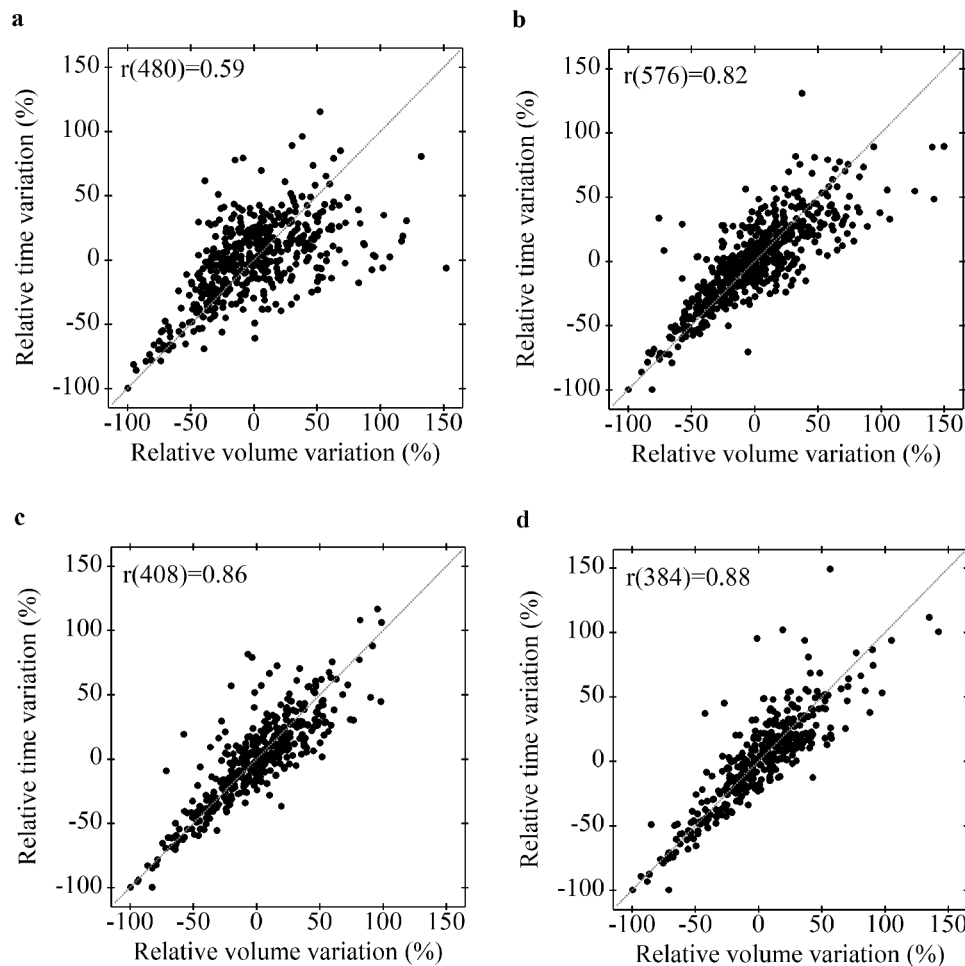 a
r(480)=0.59
150
100
50
0
-50
-100
Relative time variation (%)
-100 -50 0 50 100 150
Relative volume variation (%)
b
r(576)=0.82
150
100
50
0
-50
-100
Relative time variation (%)
-100 -50 0 50 100 150
Relative volume variation (%)
c
r(408)=0.86
150
100
50
0
-50
-100
Relative time variation (%)
-100 -50 0 50 100 150
Relative volume variation (%)
d
r(384)=0.88
150
100
50
0
-50
-100
Relative time variation (%)
-100 -50 0 50 100 150
Relative volume variation (%)